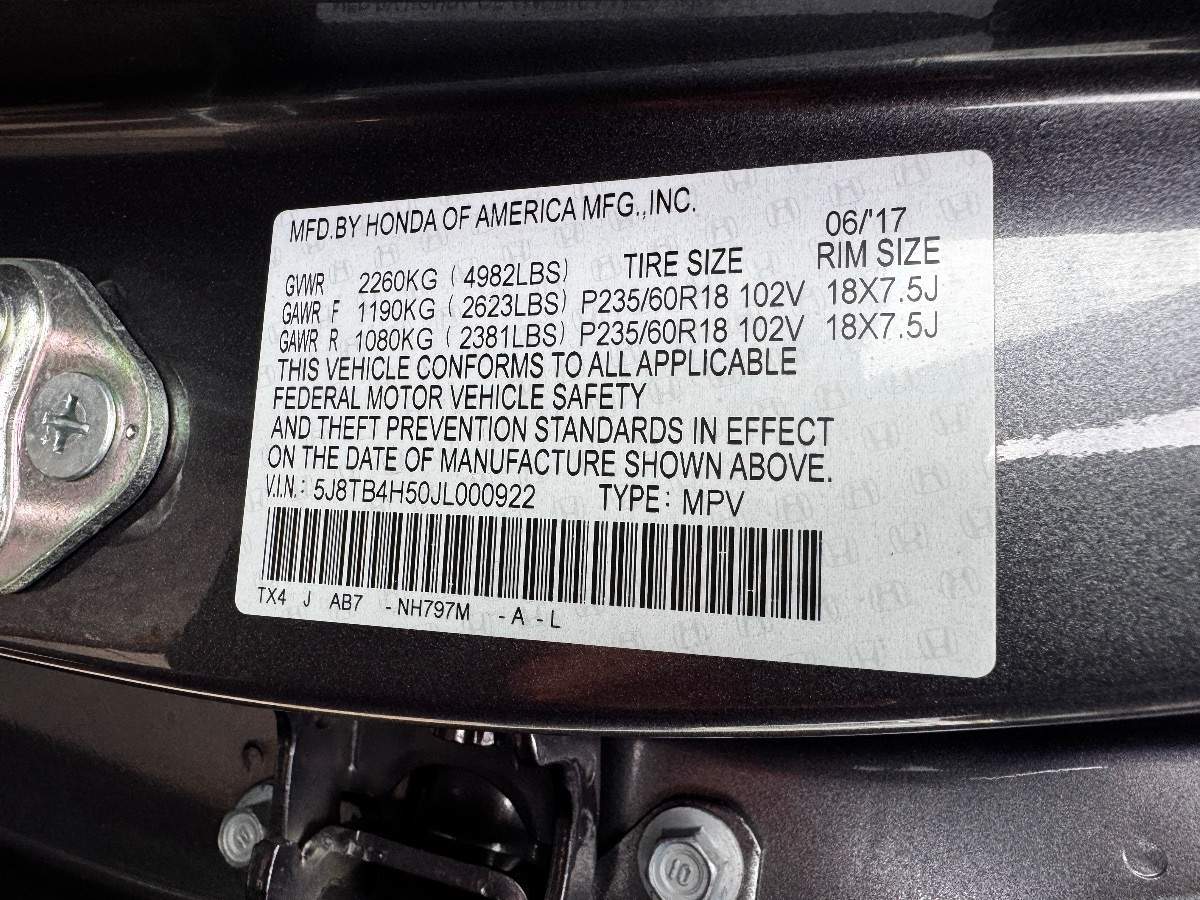 MFD.BY HONDA OF AMERICA MFG.,INC. 06/'17
TIRE SIZE RIM SIZE
GVWR 2260KG (4982LBS)
GAWR F 1190KG (2623LBS) P235/60R18 102V 18X7.5J
GAWR R 1080KG (2381LBS) P235/60R18 102V 18X7.5J
THIS VEHICLE CONFORMS TO ALL APPLICABLE
FEDERAL MOTOR VEHICLE SAFETY
AND THEFT PREVENTION STANDARDS IN EFFECT
ON THE DATE OF MANUFACTURE SHOWN ABOVE.
V.I.N.: 5J8TB4H50JL000922 TYPE: MPV
TX4 J AB7 -NH797M -A -L
10